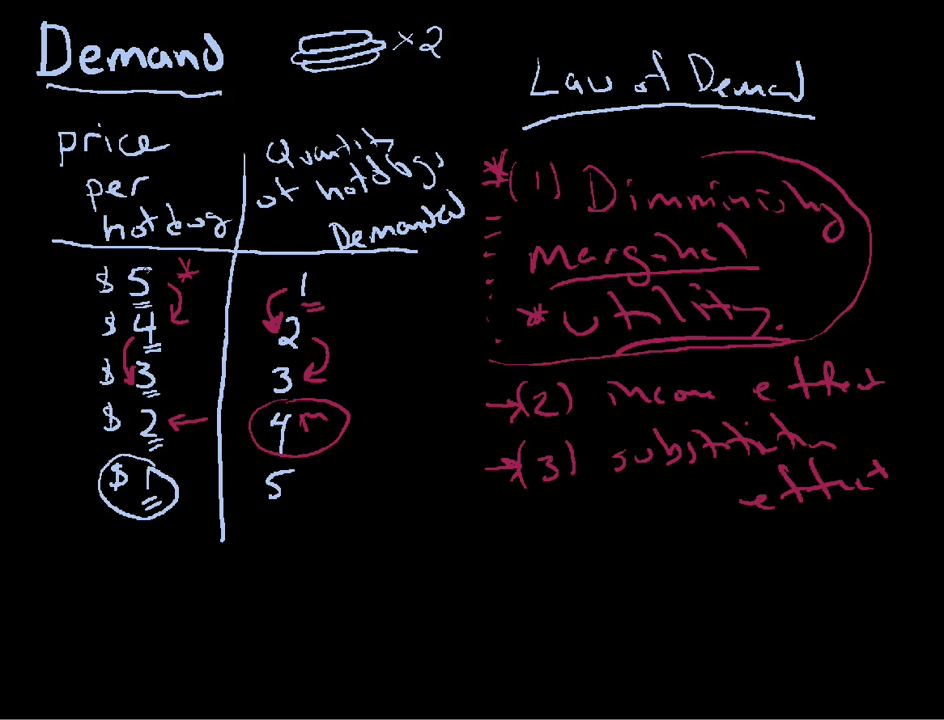 Demand
×2
price
per
hotdog
Quantity
of hotdogs
Demanded
$ 5 *
1
$ 4
2
$ 3
3
$ 2
4
$ 1
5
Law of Demand
*(1) Dimminishg
marginal
* utility.
(2) income effect
(3) substitution
effect